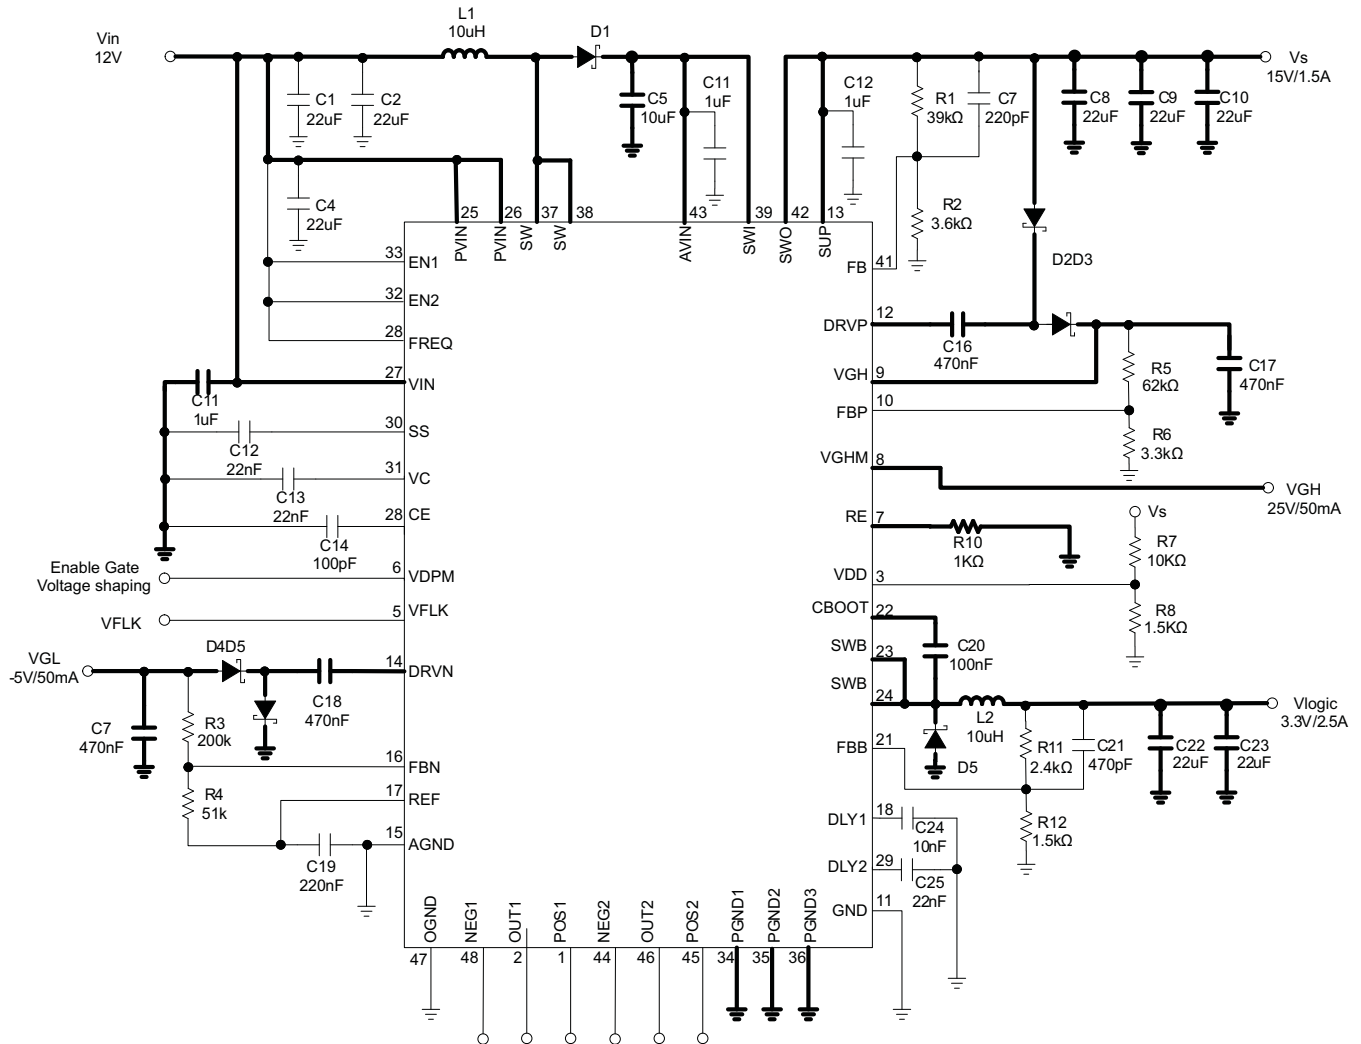 Vin
12V
L1
10uH
D1
C1
22uF
C2
22uF
C5
10uF
C11
1uF
C12
1uF
R1
39kΩ
C7
220pF
C8
22uF
C9
22uF
C10
22uF
Vs
15V/1.5A
C4
22uF
R2
3.6kΩ
D2D3
25
26
37
38
43
39
42
13
PVIN
PVIN
SW
SW
AVIN
SWI
SWO
SUP
33
EN1
32
EN2
28
FREQ
27
VIN
C11
1uF
30
SS
C12
22nF
31
VC
C13
22nF
28
CE
C14
100pF
Enable Gate
Voltage shaping
6
VDPM
VFLK
5
VFLK
VGL
-5V/50mA
D4D5
14
DRVN
C18
470nF
C7
470nF
R3
200k
16
FBN
R4
51k
17
REF
15
AGND
C19
220nF
FB
41
DRVP
12
C16
470nF
VGH
9
R5
62kΩ
C17
470nF
FBP
10
R6
3.3kΩ
VGHM
8
VGH
25V/50mA
RE
7
R10
1KΩ
Vs
R7
10KΩ
VDD
3
R8
1.5KΩ
CBOOT
22
C20
100nF
SWB
23
SWB
24
L2
10uH
Vlogic
3.3V/2.5A
D5
FBB
21
R11
2.4kΩ
C21
470pF
C22
22uF
C23
22uF
R12
1.5kΩ
DLY1
18
C24
10nF
DLY2
29
C25
22nF
GND
11
OGND
NEG1
OUT1
POS1
NEG2
OUT2
POS2
PGND1
PGND2
PGND3
47
48
2
1
44
46
45
34
35
36